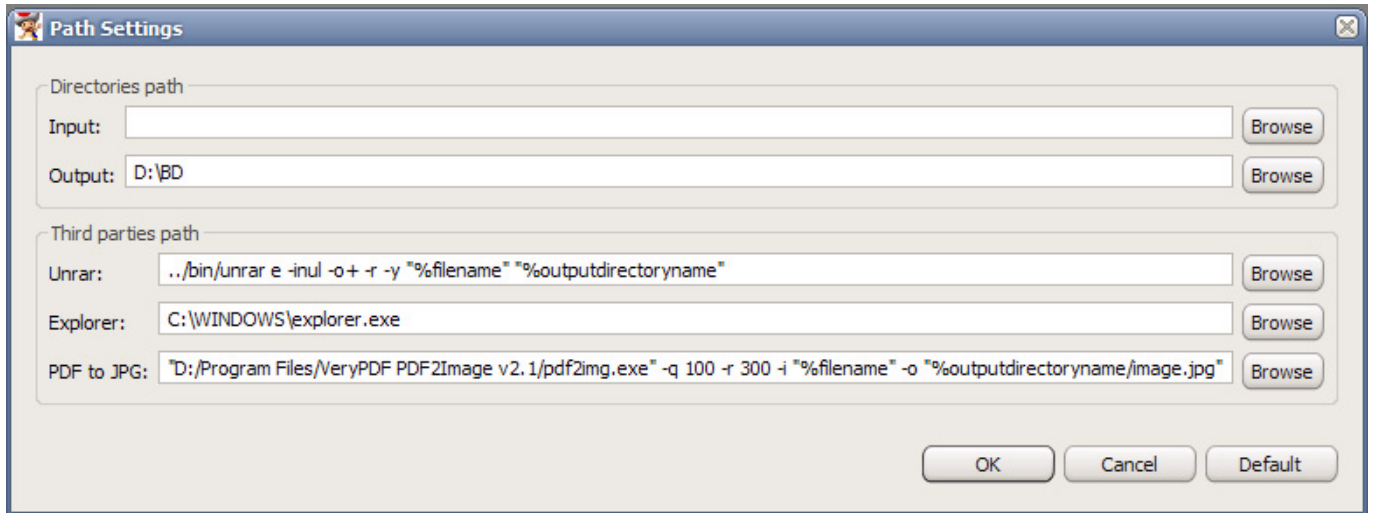 Path Settings
Directories path
Input: Browse
Output: D:\BD Browse
Third parties path
Unrar: ../bin/unrar e -inul -o+ -r -y "%filename" "%outputdirectoryname" Browse
Explorer: C:\WINDOWS\explorer.exe Browse
PDF to JPG: "D:/Program Files/VeryPDF PDF2Image v2.1/pdf2img.exe" -q 100 -r 300 -i "%filename" -o "%outputdirectoryname/image.jpg" Browse
OK Cancel Default